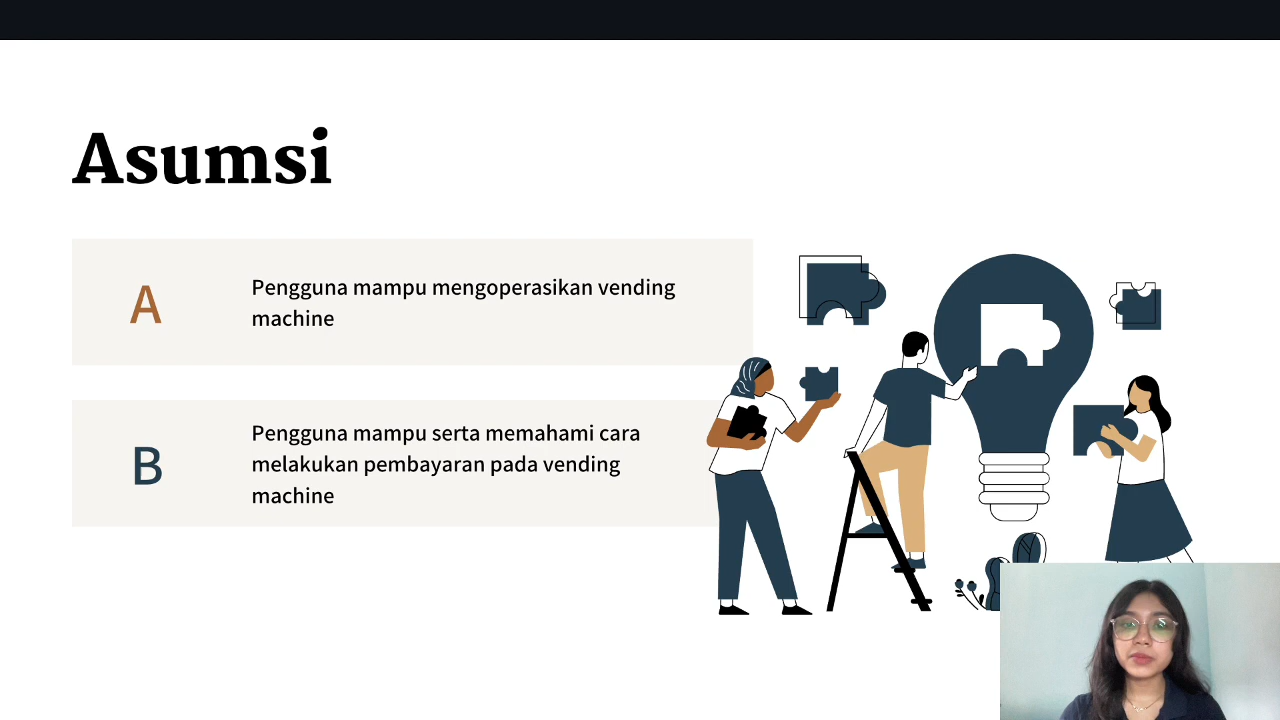 Asumsi
A
Pengguna mampu mengoperasikan vending
machine
B
Pengguna mampu serta memahami cara
melakukan pembayaran pada vending
machine